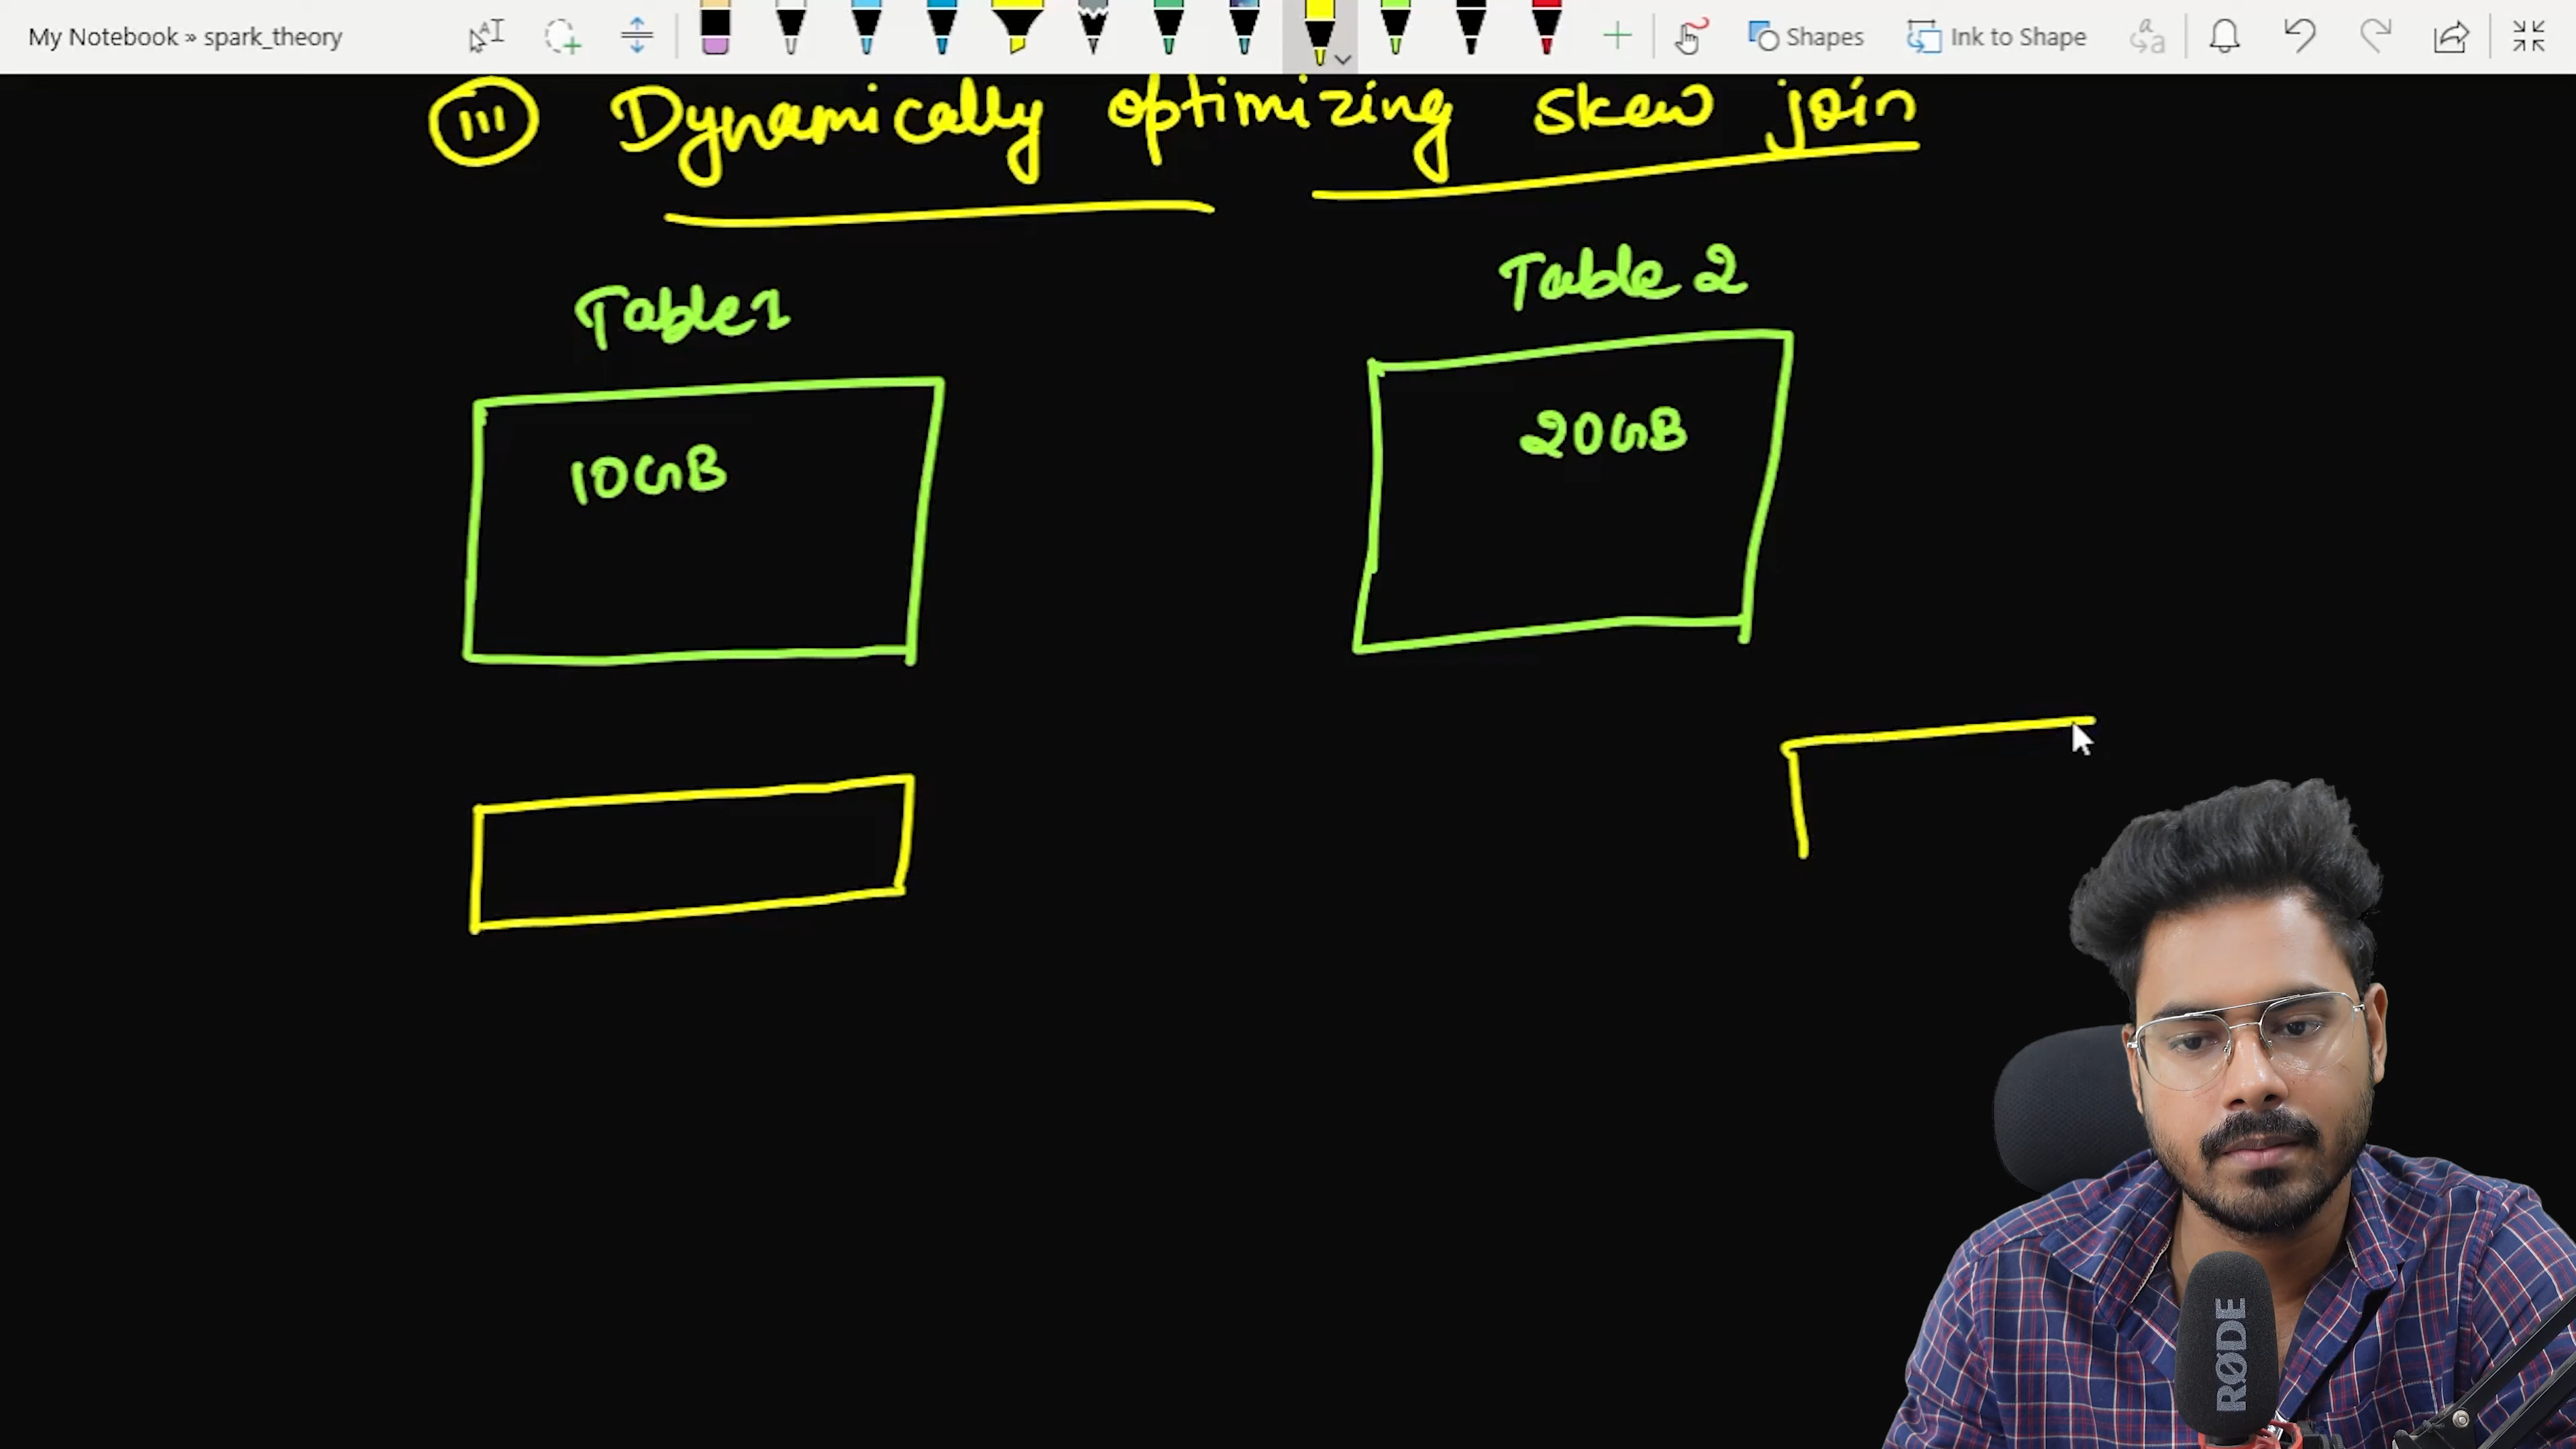 My Notebook » spark_theory
Shapes
Ink to Shape
III Dynamically optimizing skew join
Table1
Table 2
10GB
20GB
RØDE